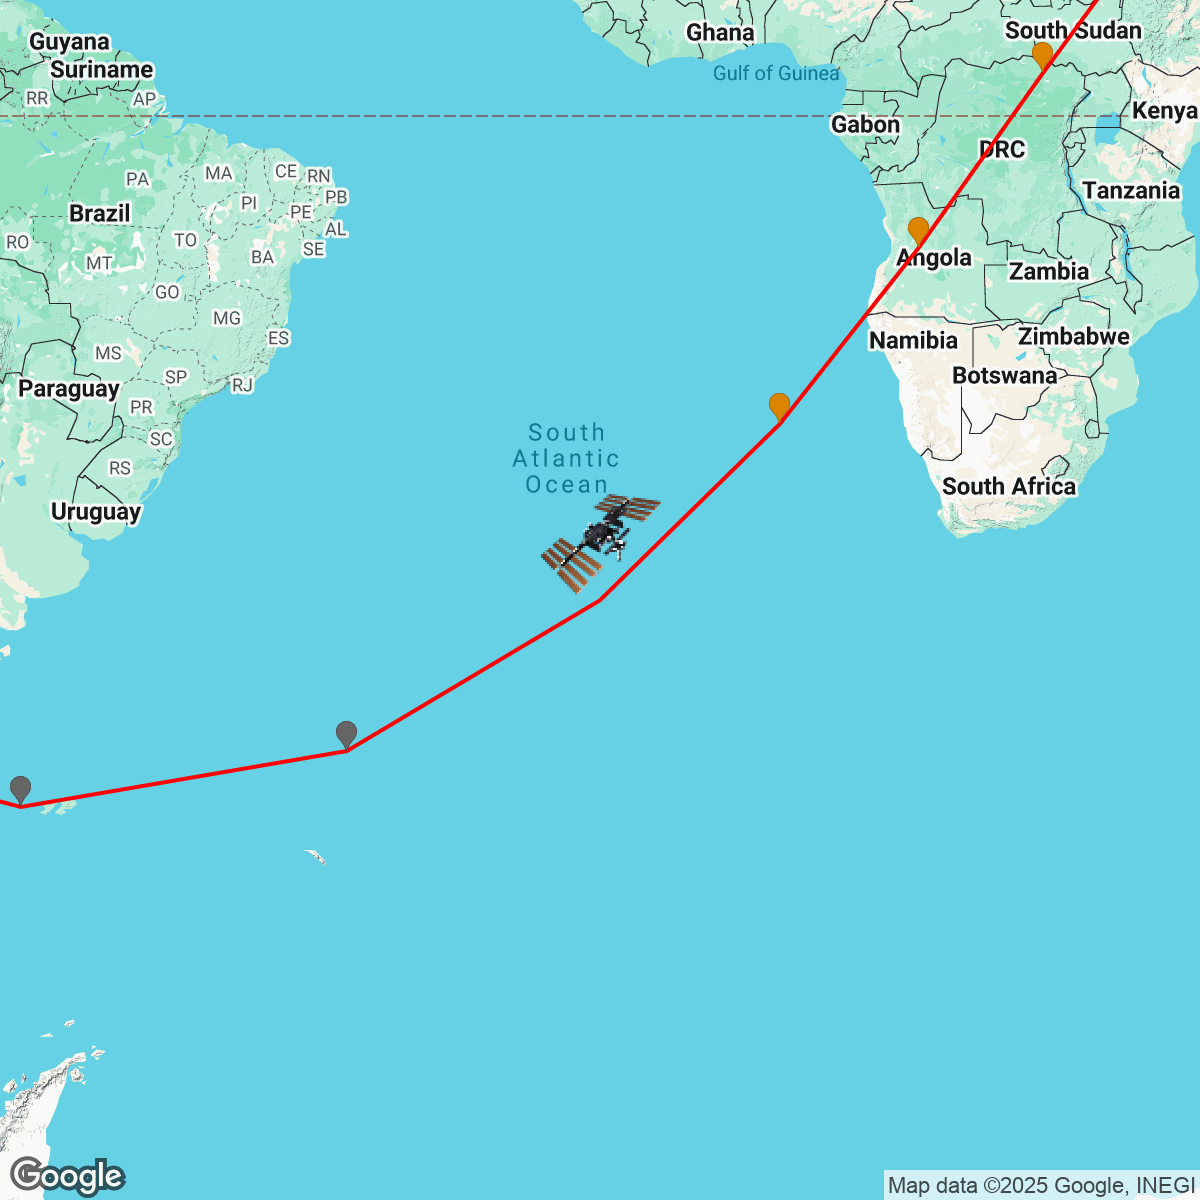 Guyana
Suriname
RR
AP
Ghana
Gulf of Guinea
South Sudan
Kenya
Gabon
DRC
Tanzania
PA
MA
CE
RN
PI
PB
PE
AL
Brazil
TO
SE
RO
MT
BA
Angola
Zambia
GO
MG
ES
Namibia
Zimbabwe
MS
SP
RJ
Botswana
Paraguay
PR
SC
RS
South
Atlantic
Ocean
South Africa
Uruguay
Google
Map data ©2025 Google, INEGI